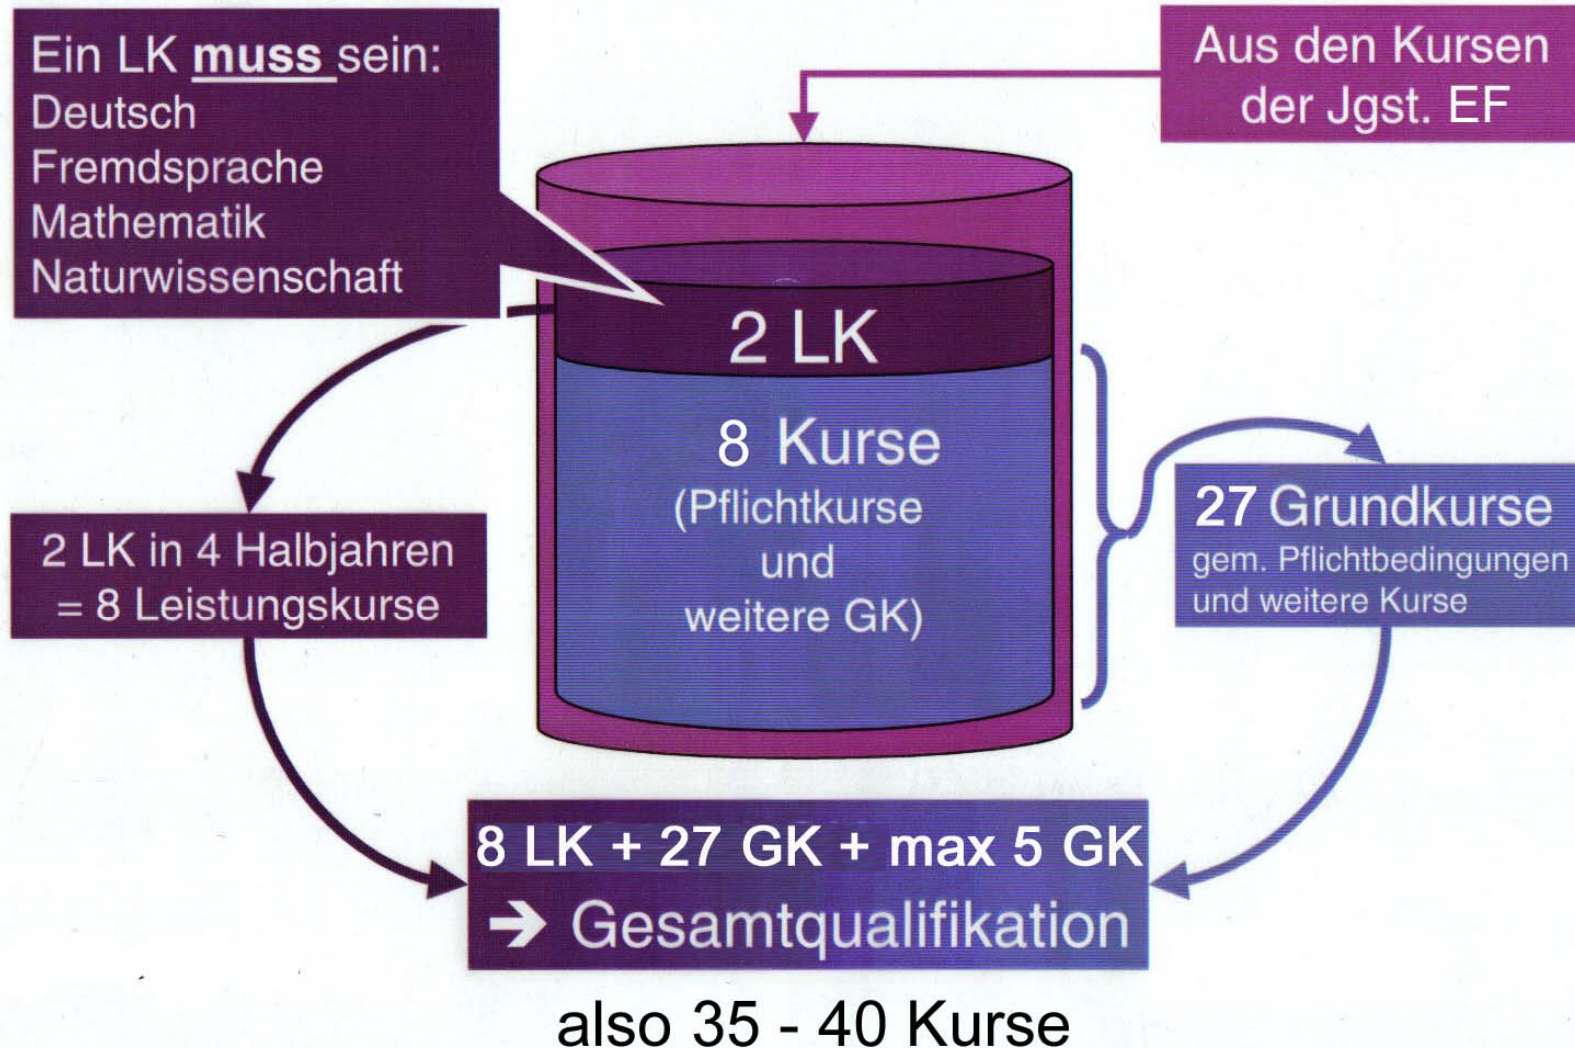 Ein LK muss sein:
Deutsch
Fremdsprache
Mathematik
Naturwissenschaft
Aus den Kursen
der Jgst. EF
2 LK
8 Kurse
(Pflichtkurse
und
weitere GK)
2 LK in 4 Halbjahren
= 8 Leistungskurse
27 Grundkurse
gem. Pflichtbedingungen
und weitere Kurse
8 LK + 27 GK + max 5 GK
➔ Gesamtqualifikation
also 35 - 40 Kurse